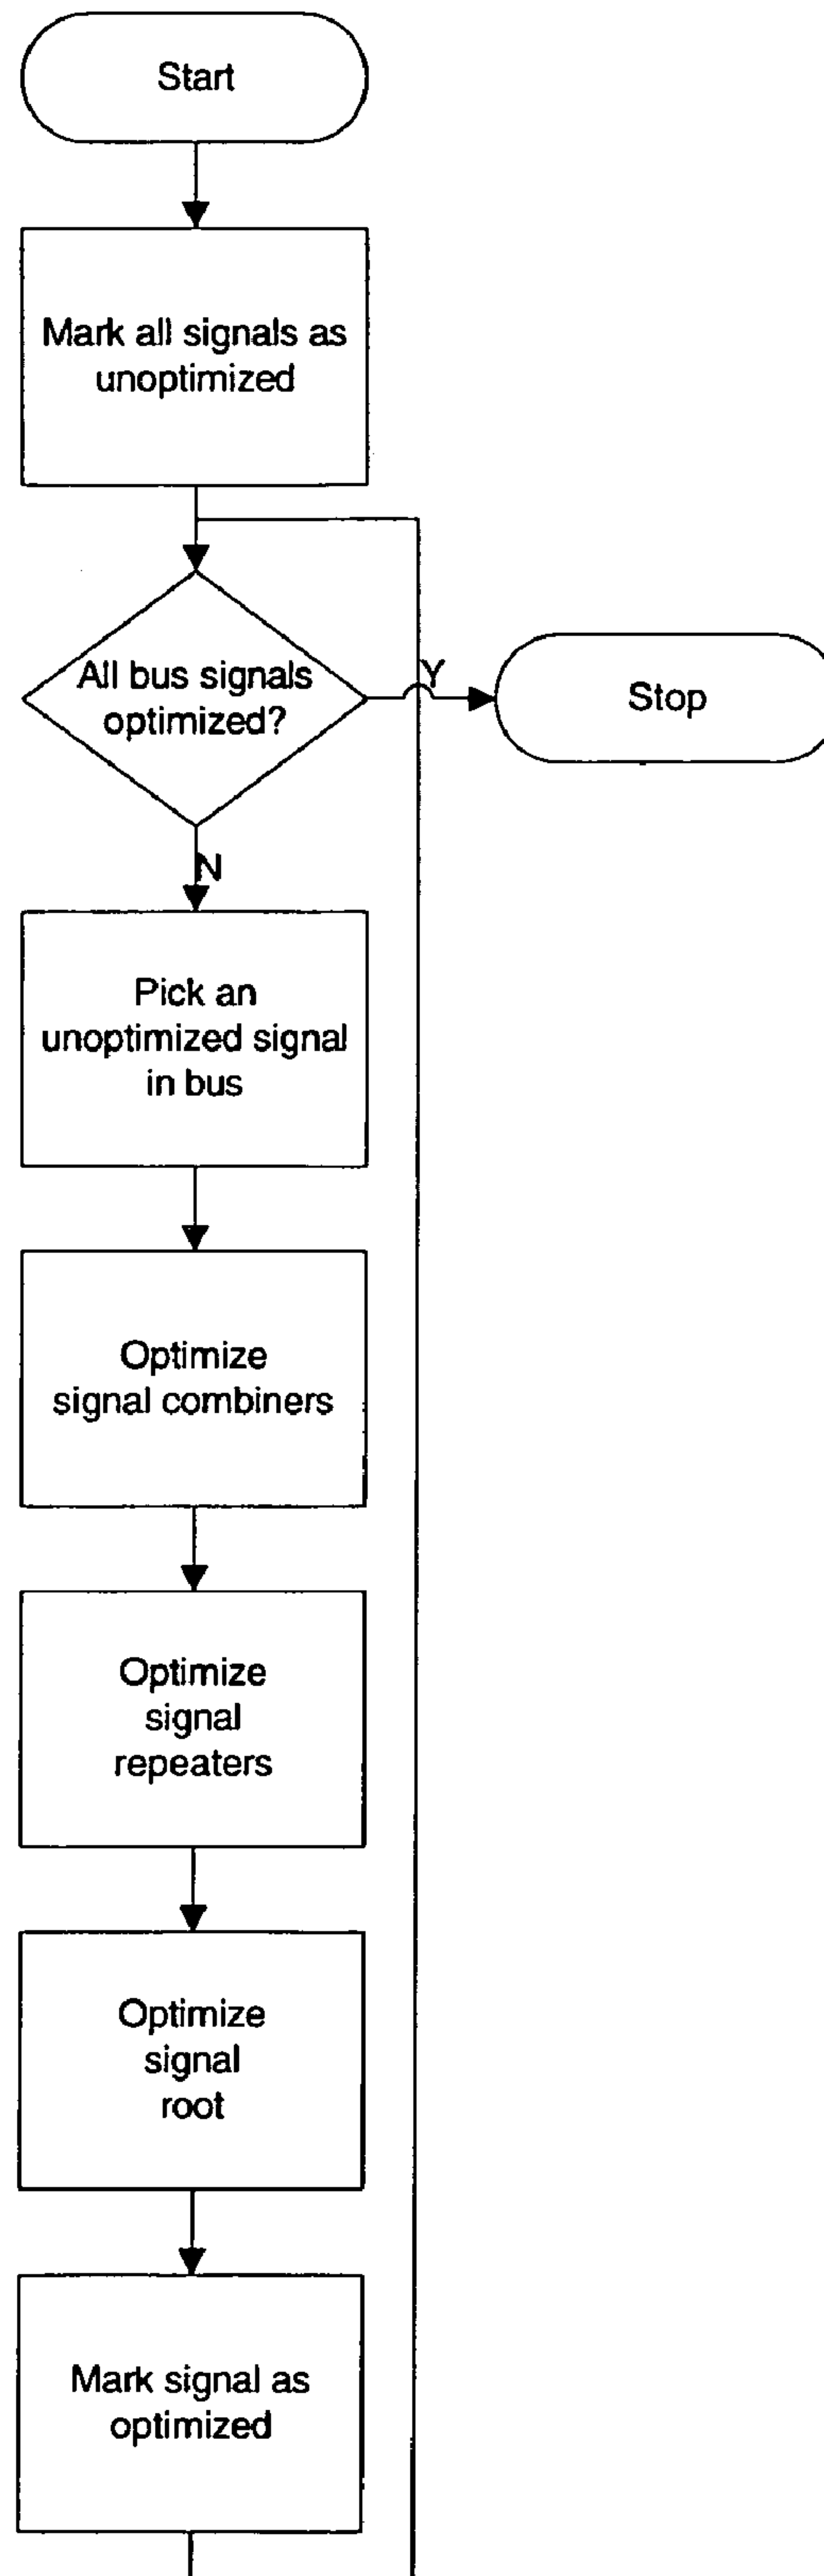 Start
Mark all signals as
unoptimized
All bus signals
optimized?
Y
Stop
N
Pick an
unoptimized signal
in bus
Optimize
signal combiners
Optimize
signal
repeaters
Optimize
signal
root
Mark signal as
optimized